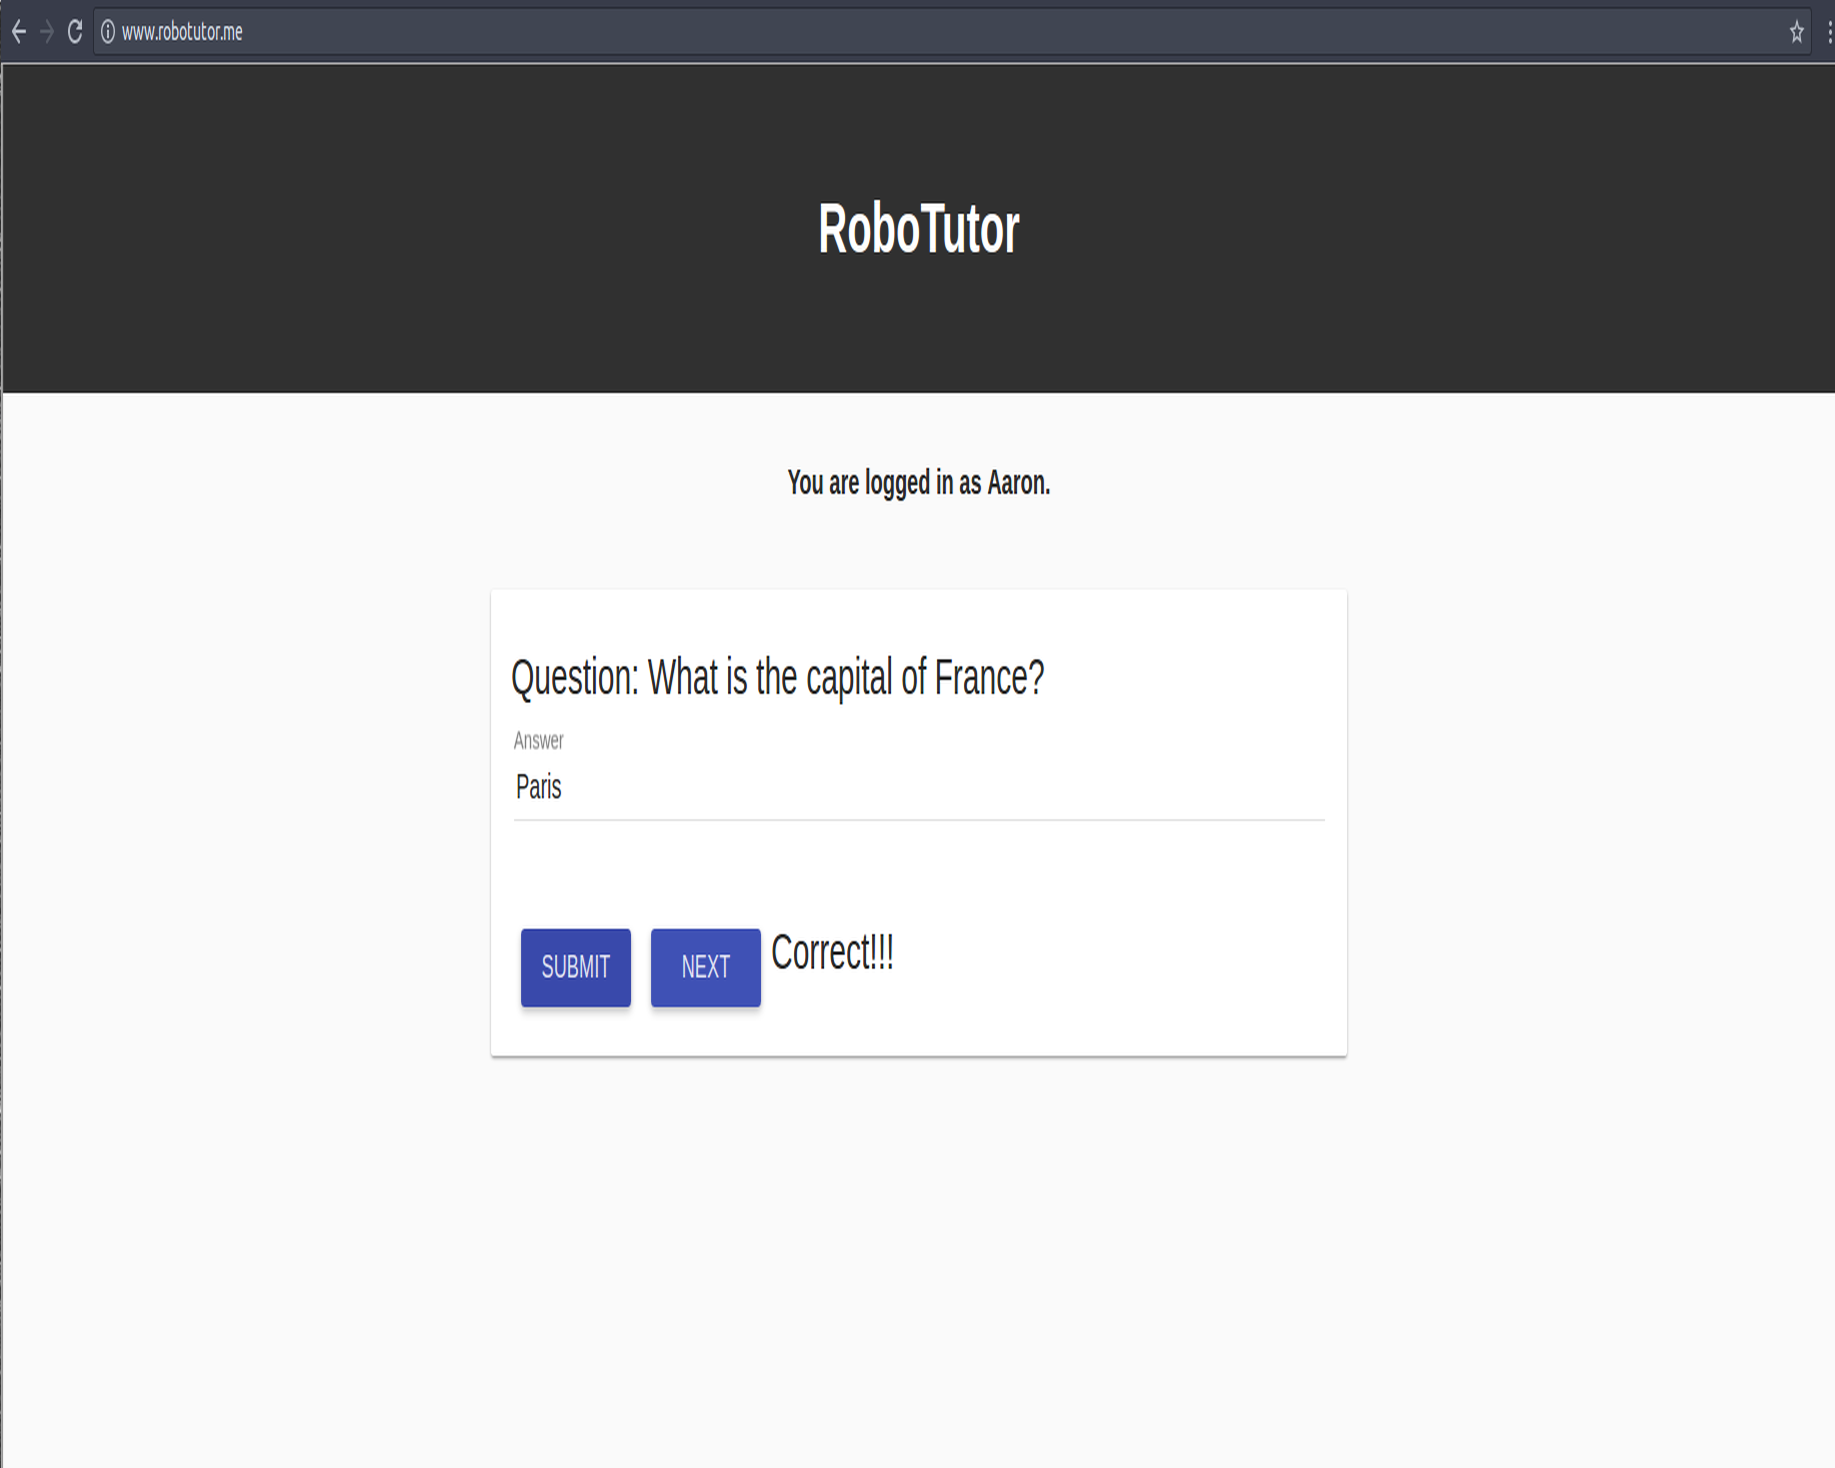 www.robotutor.me
RoboTutor
You are logged in as Aaron.
Question: What is the capital of France?
Answer
Paris
SUBMIT NEXT Correct!!!